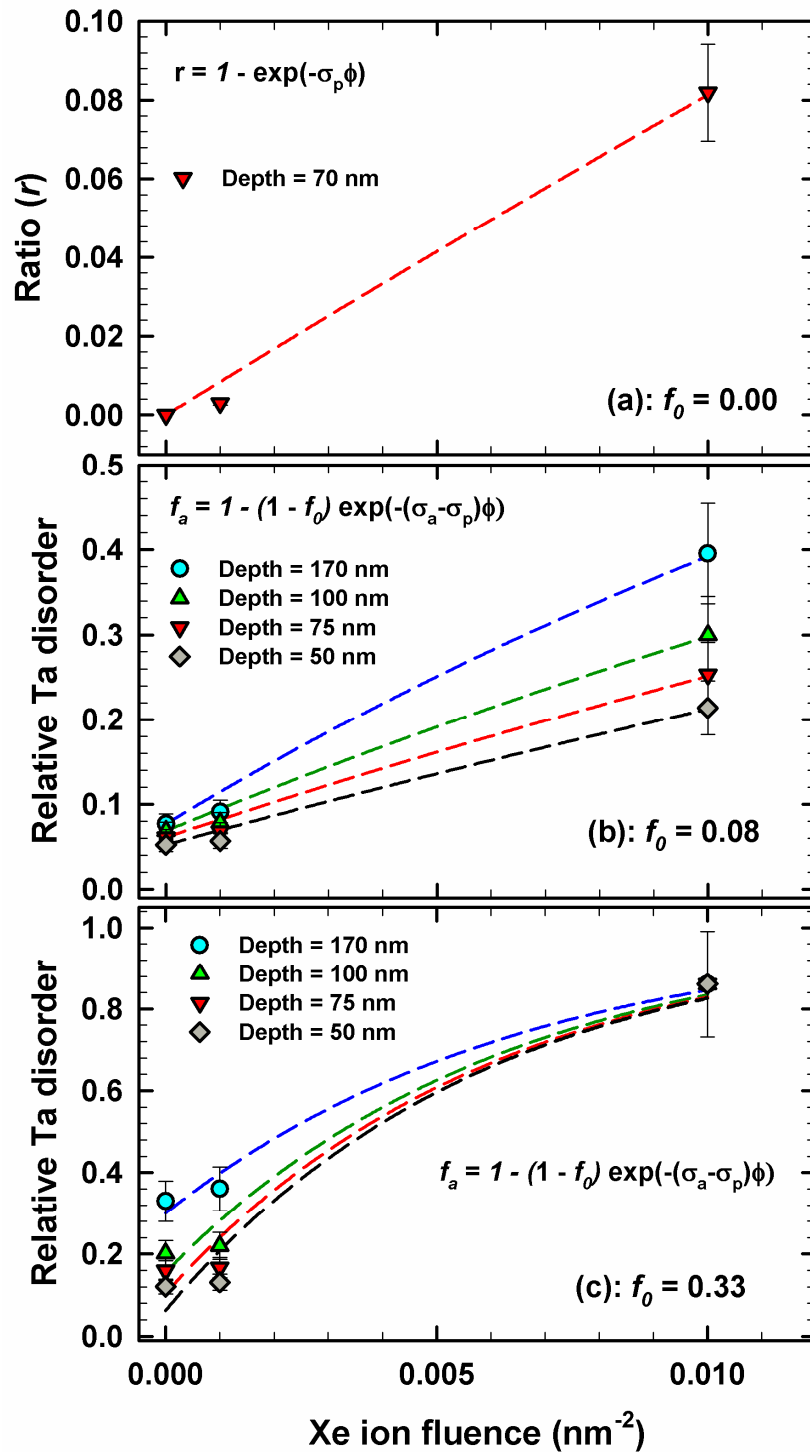 0.10
r = 1 - exp(-σpϕ)
0.08
Depth = 70 nm
0.06
Ratio (r)
0.04
0.02
0.00
(a): f0 = 0.00
0.5
fa = 1 - (1 - f0) exp(-(σa-σp)ϕ)
Depth = 170 nm
0.4
Depth = 100 nm
Depth = 75 nm
Depth = 50 nm
0.3
Relative Ta disorder
0.2
0.1
(b): f0 = 0.08
0.0
1.0
Depth = 170 nm
Depth = 100 nm
Depth = 75 nm
Depth = 50 nm
0.8
0.6
Relative Ta disorder
fa = 1 - (1 - f0) exp(-(σa-σp)ϕ)
0.4
0.2
(c): f0 = 0.33
0.0
0.000 0.005 0.010
Xe ion fluence (nm-2)